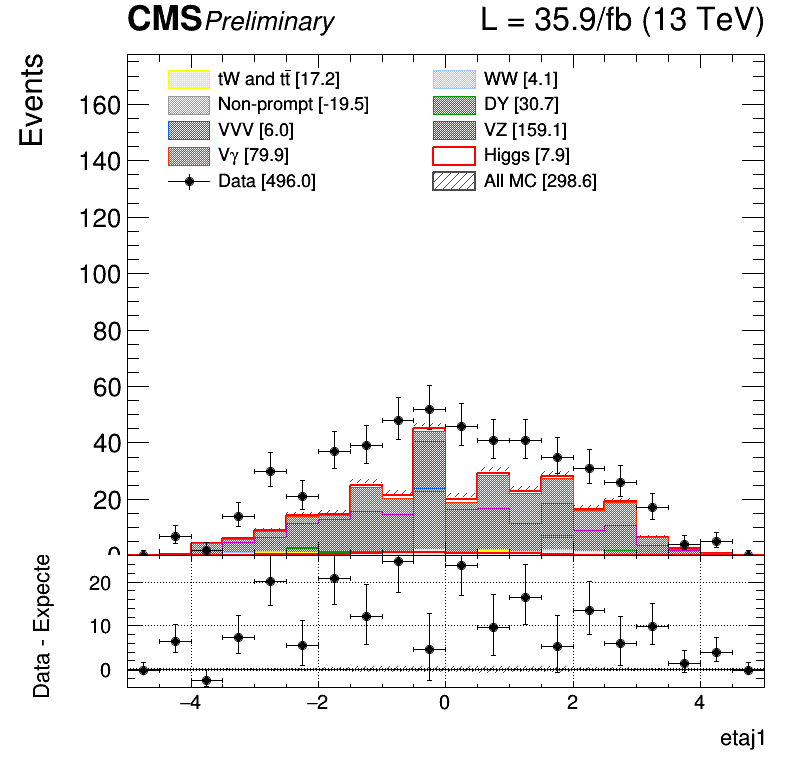 CMS Preliminary L = 35.9/fb (13 TeV)
Events
tW and tt̄ [17.2] WW [4.1]
Non-prompt [-19.5] DY [30.7]
VVV [6.0] VZ [159.1]
Vγ [79.9] Higgs [7.9]
Data [496.0] All MC [298.6]
160
140
120
100
80
60
40
20
0
Data - Expecte
20
10
0
−4 −2 0 2 4
etaj1